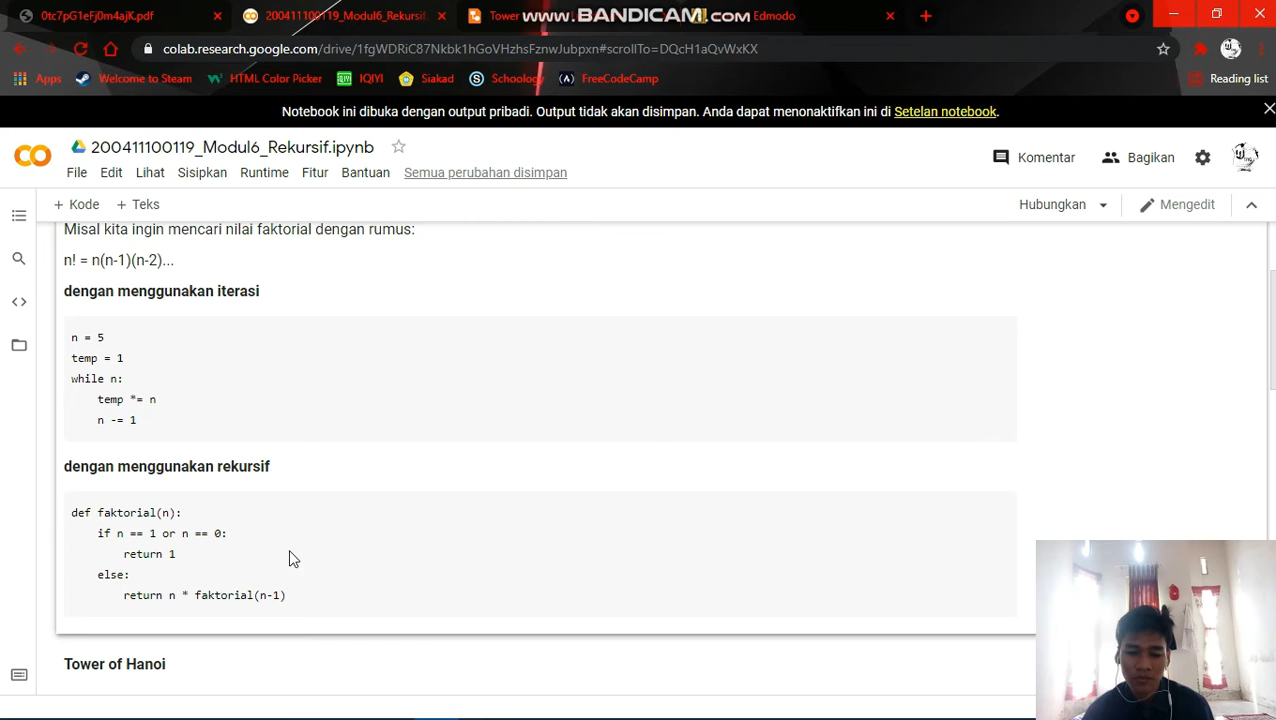 0tc7pG1eFj0m4ajK.pdf
200411100119_Modul6_Rekursif.
Tower
www.BANDICAM.com
Edmodo
colab.research.google.com/drive/1fgWDRiC87Nkbk1hGoVHzhsFznwJubpxn#scrollTo=DQcH1aQvWxKX
Apps
Welcome to Steam
HTML Color Picker
IQIYI
Siakad
Schoology
FreeCodeCamp
Reading list
Notebook ini dibuka dengan output pribadi. Output tidak akan disimpan. Anda dapat menonaktifkan ini di Setelan notebook.
200411100119_Modul6_Rekursif.ipynb
File Edit Lihat Sisipkan Runtime Fitur Bantuan Semua perubahan disimpan
Komentar
Bagikan
+ Kode + Teks
Hubungkan
Mengedit
Misal kita ingin mencari nilai faktorial dengan rumus:
n! = n(n-1)(n-2)...
dengan menggunakan iterasi
n = 5
temp = 1
while n:
    temp *= n
    n -= 1
dengan menggunakan rekursif
def faktorial(n):
    if n == 1 or n == 0:
        return 1
    else:
        return n * faktorial(n-1)
Tower of Hanoi